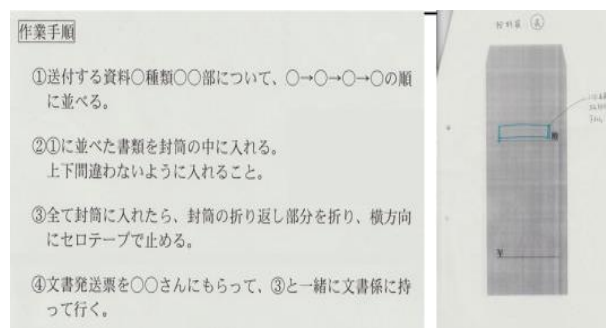 作業手順
①送付する資料〇種類〇〇部について、〇→〇→〇→〇の順
に並べる。
②①に並べた書類を封筒の中に入れる。
上下間違わないように入れること。
③全て封筒に入れたら、封筒の折り返し部分を折り、横方向
にセロテープで止める。
④文書発送票を〇〇さんにもらって、③と一緒に文書係に持
って行く。